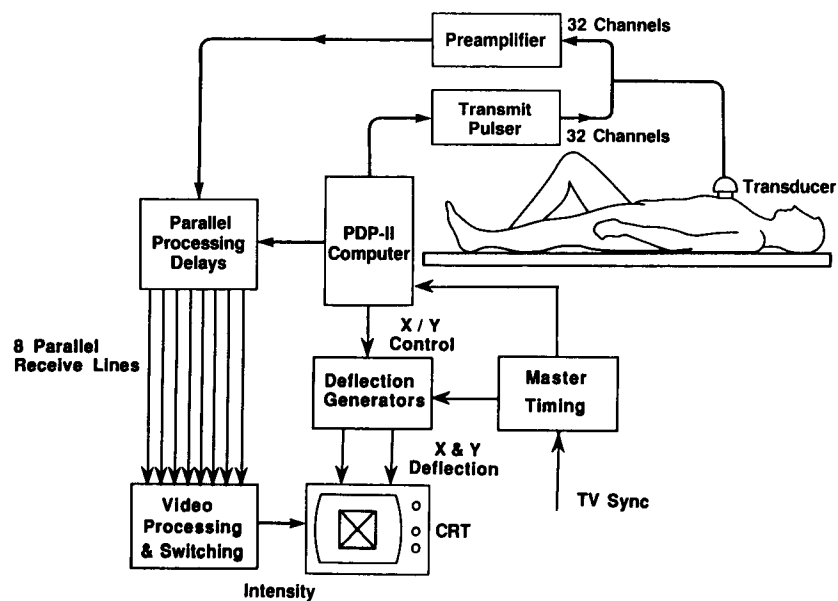 32 Channels
Preamplifier
Transmit
Pulser
32 Channels
Transducer
Parallel
Processing
Delays
PDP-II
Computer
X / Y
Control
8 Parallel
Receive Lines
Deflection
Generators
Master
Timing
X & Y
Deflection
TV Sync
Video
Processing
& Switching
CRT
Intensity